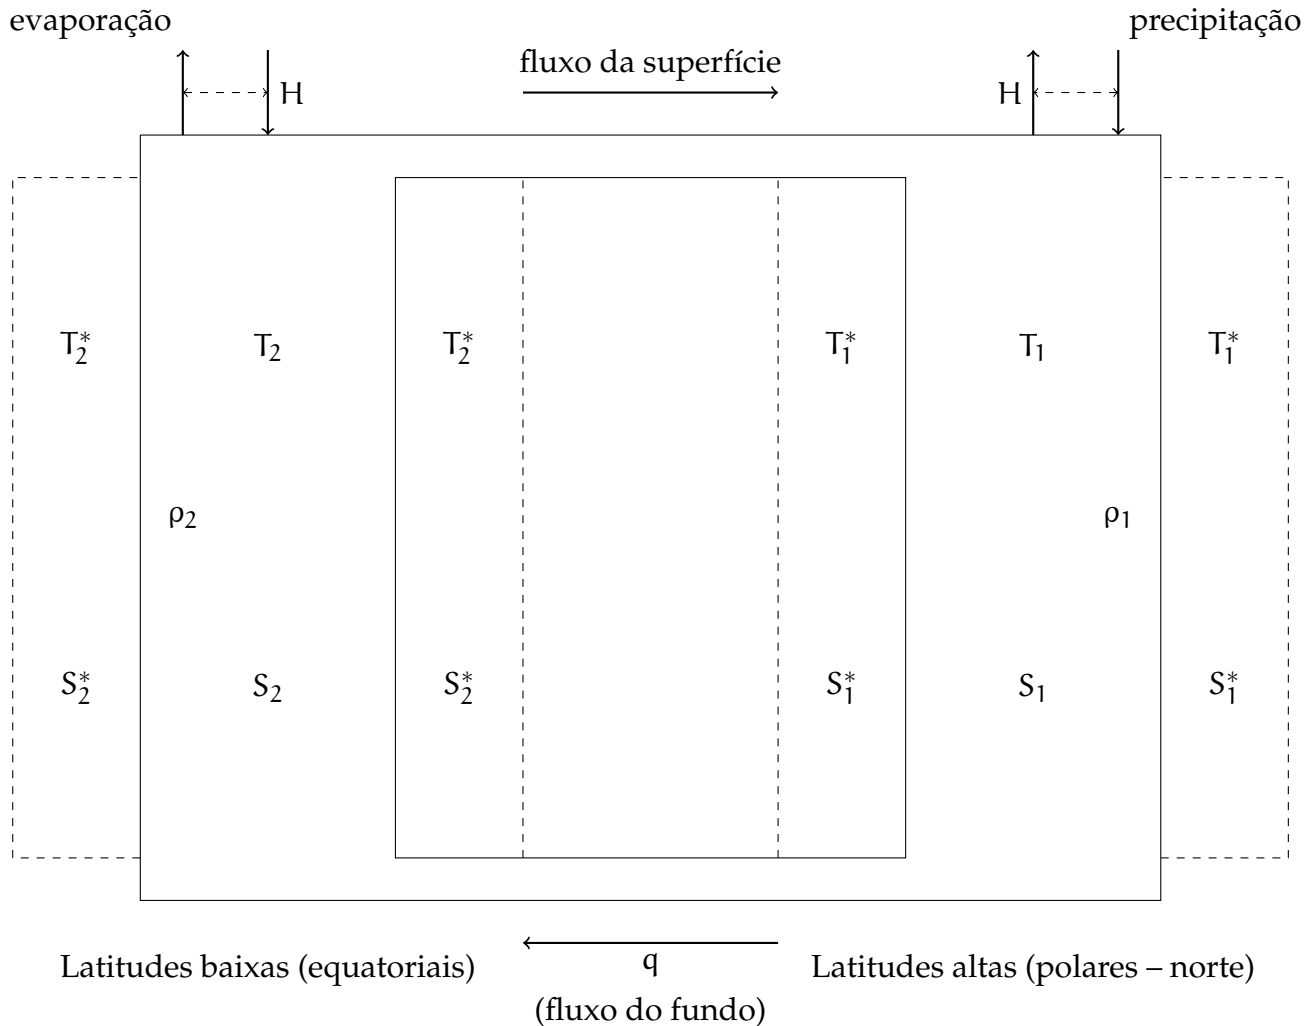 evaporação
precipitação
fluxo da superfície
H
H
T₂*
T₂
T₂*
T₁*
T₁
T₁*
ρ₂
ρ₁
S₂*
S₂
S₂*
S₁*
S₁
S₁*
Latitudes baixas (equatoriais)
q
Latitudes altas (polares – norte)
(fluxo do fundo)